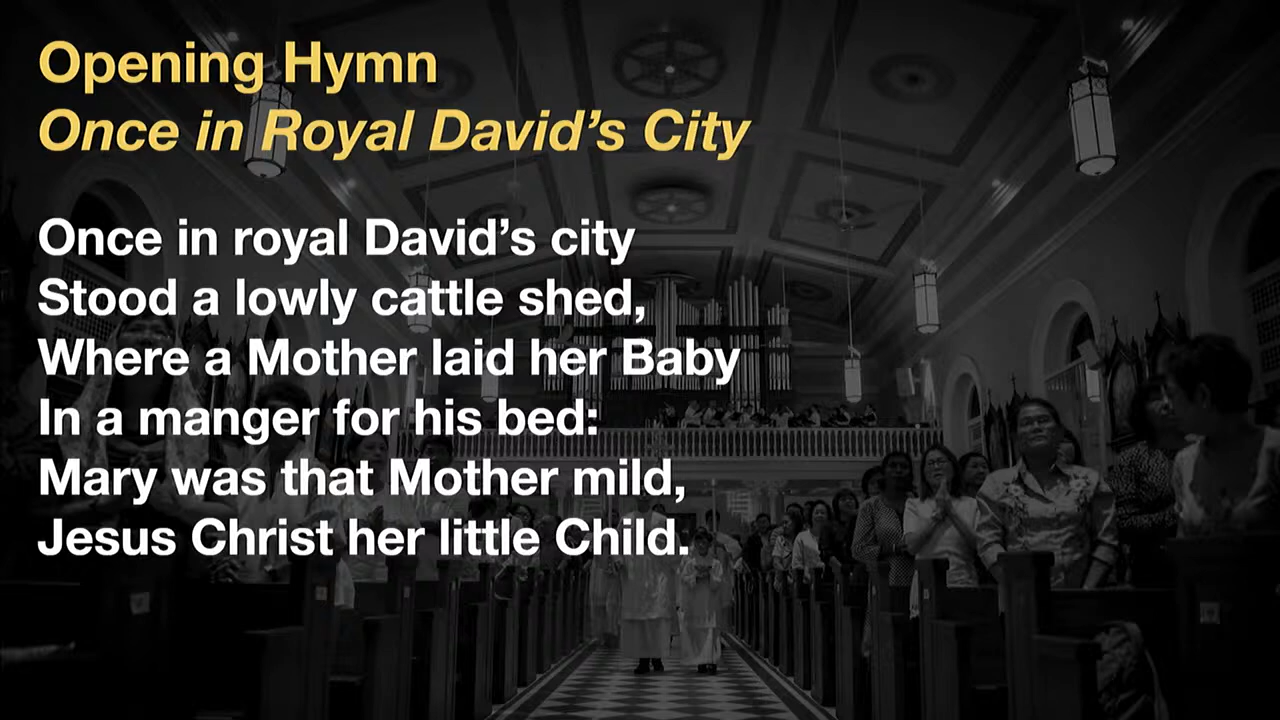 Opening Hymn
Once in Royal David's City
Once in royal David's city
Stood a lowly cattle shed,
Where a Mother laid her Baby
In a manger for his bed:
Mary was that Mother mild,
Jesus Christ her little Child.